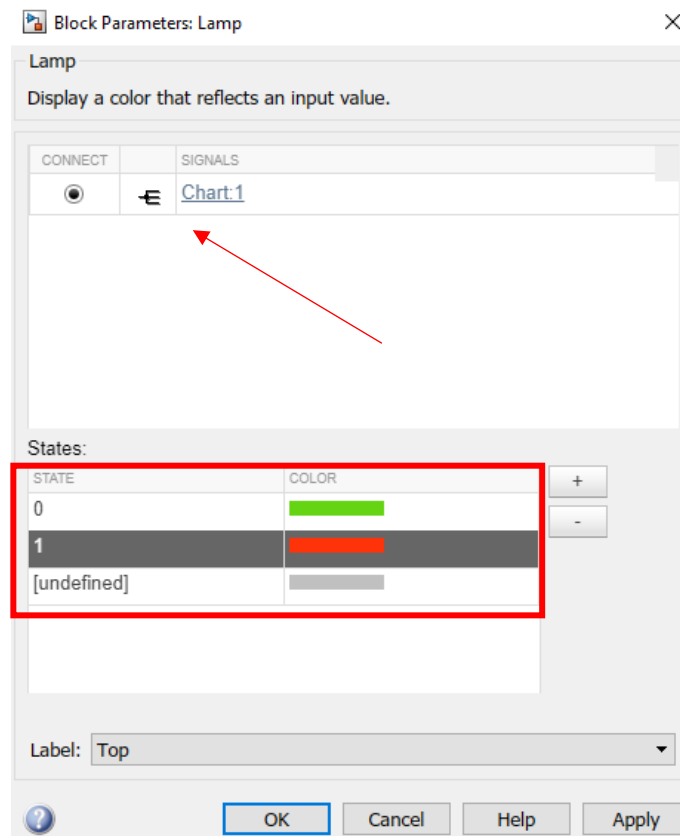 Block Parameters: Lamp
Lamp
Display a color that reflects an input value.
CONNECT SIGNALS
Chart:1
States:
STATE COLOR
0
1
[undefined]
+
-
Label: Top
? OK Cancel Help Apply